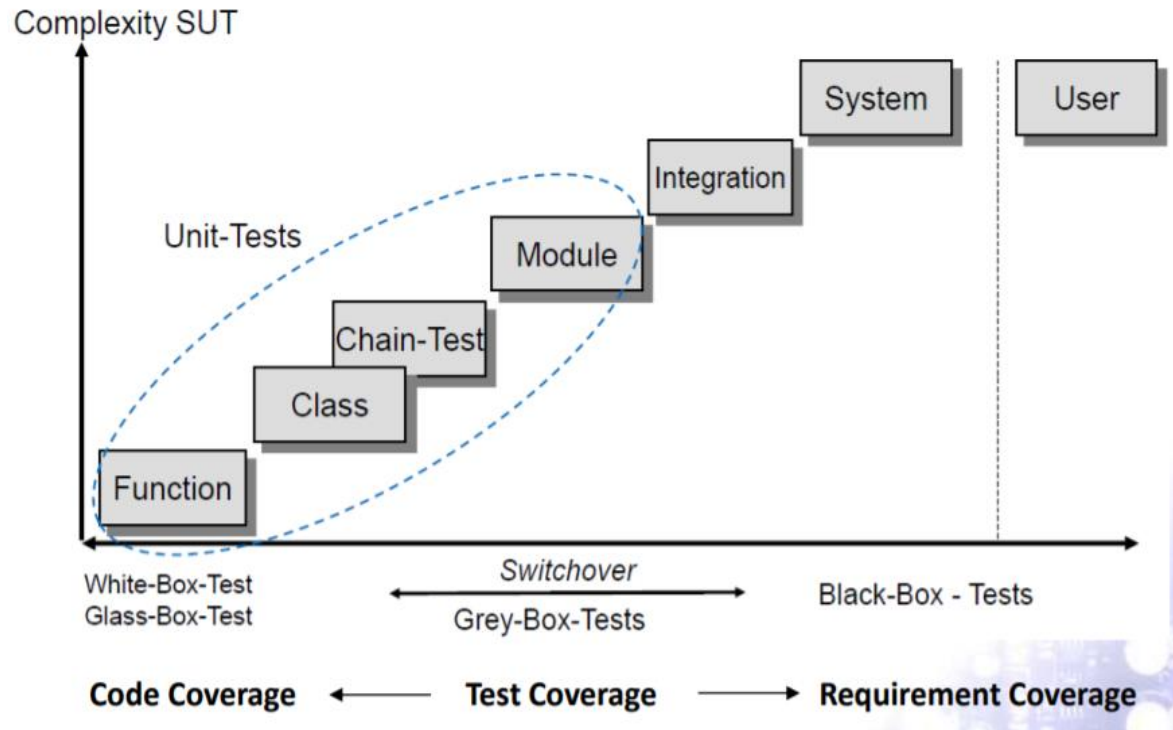 Complexity SUT
System
User
Integration
Unit-Tests
Module
Chain-Test
Class
Function
White-Box-Test
Glass-Box-Test
Switchover
Grey-Box-Tests
Black-Box - Tests
Code Coverage
Test Coverage
Requirement Coverage